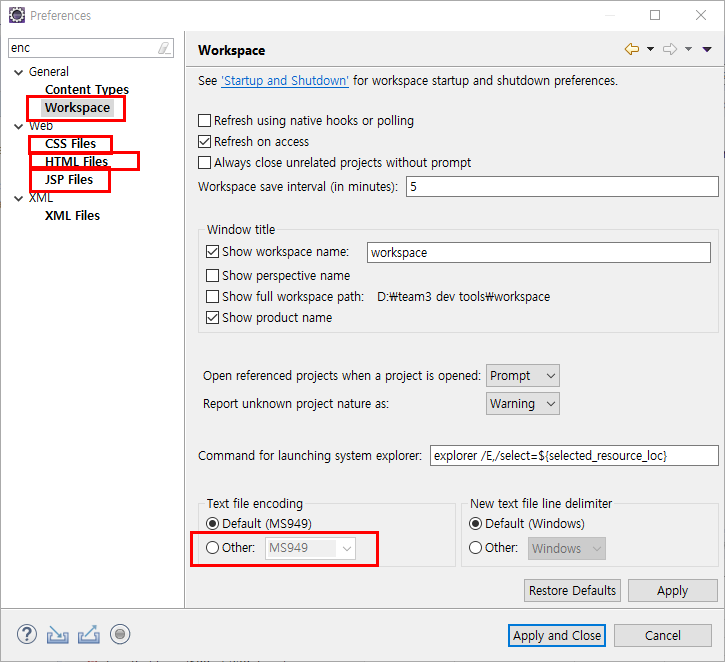 Preferences
enc
General
Content Types
Workspace
Web
CSS Files
HTML Files
JSP Files
XML
XML Files
Workspace
See 'Startup and Shutdown' for workspace startup and shutdown preferences.
Refresh using native hooks or polling
Refresh on access
Always close unrelated projects without prompt
Workspace save interval (in minutes): 5
Window title
Show workspace name: workspace
Show perspective name
Show full workspace path: D:₩team3 dev tools₩workspace
Show product name
Open referenced projects when a project is opened: Prompt
Report unknown project nature as: Warning
Command for launching system explorer: explorer /E,/select=${selected_resource_loc}
Text file encoding
Default (MS949)
Other: MS949
New text file line delimiter
Default (Windows)
Other: Windows
Restore Defaults Apply
Apply and Close Cancel